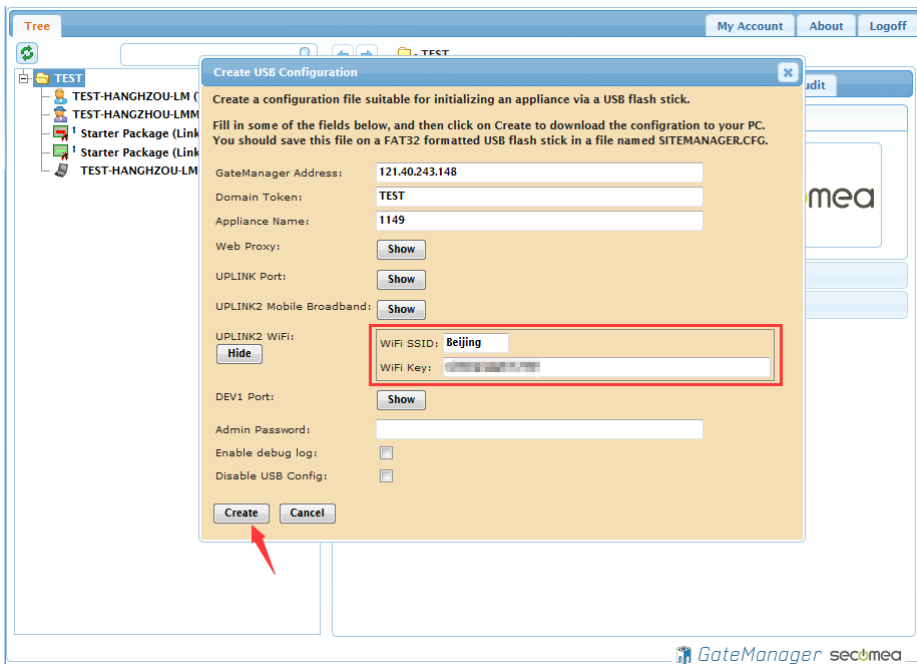 Tree
My Account
About
Logoff
- TEST
TEST
TEST-HANGHZOU-LM (
TEST-HANGZHOU-LMM
1 Starter Package (Link
1 Starter Package (Link
TEST-HANGHZOU-LM
udit
mea
Create USB Configuration
Create a configuration file suitable for initializing an appliance via a USB flash stick.
Fill in some of the fields below, and then click on Create to download the configration to your PC.
You should save this file on a FAT32 formatted USB flash stick in a file named SITEMANAGER.CFG.
GateManager Address: 121.40.243.148
Domain Token: TEST
Appliance Name: 1149
Web Proxy: Show
UPLINK Port: Show
UPLINK2 Mobile Broadband: Show
UPLINK2 WiFi:
Hide
WiFi SSID: Beijing
WiFi Key:
DEV1 Port: Show
Admin Password:
Enable debug log:
Disable USB Config:
Create Cancel
GateManager secomea